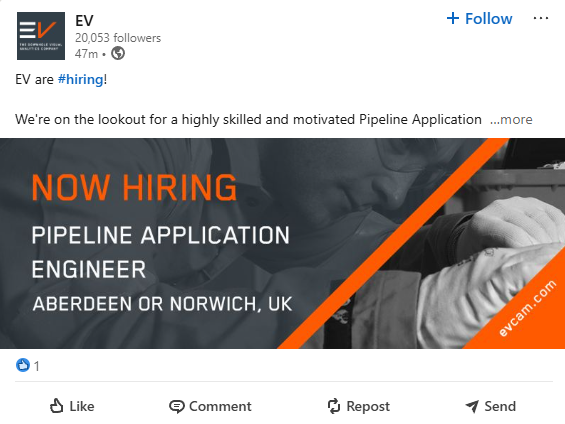 EV
THE DOWNHOLE VISUAL
ANALYTICS COMPANY
EV
20,053 followers
47m •
+ Follow
...
EV are #hiring!
We're on the lookout for a highly skilled and motivated Pipeline Application ...more
NOW HIRING
PIPELINE APPLICATION
ENGINEER
ABERDEEN OR NORWICH, UK
evcam.com
1
Like
Comment
Repost
Send